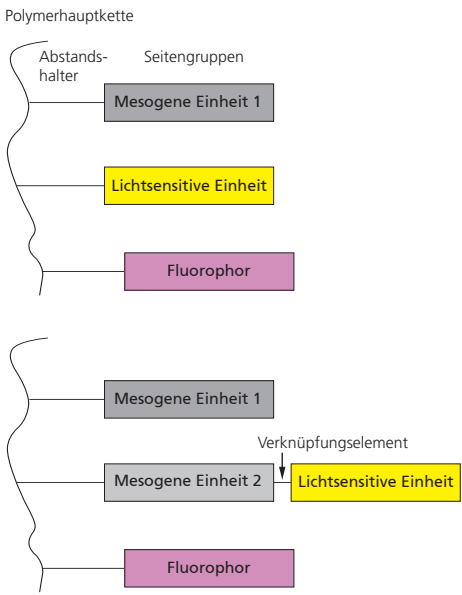 Polymerhauptkette
Abstands-
halter
Seitengruppen
Mesogene Einheit 1
Lichtsensitive Einheit
Fluorophor
Mesogene Einheit 1
Verknüpfungselement
Mesogene Einheit 2
Lichtsensitive Einheit
Fluorophor